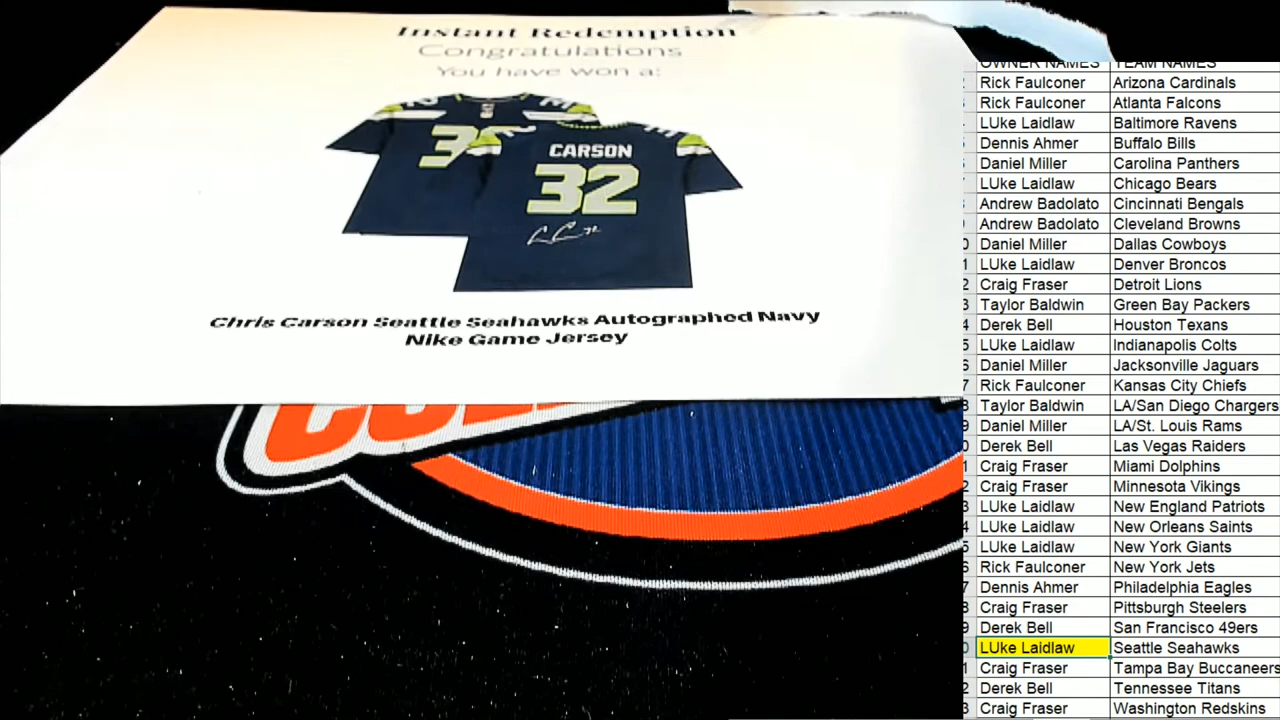 Instant Redemption
Congratulations
You have won a:
CARSON
32
Chris Carson Seattle Seahawks Autographed Navy
Nike Game Jersey
OWNER NAMES TEAM NAMES
Rick Faulconer Arizona Cardinals
Rick Faulconer Atlanta Falcons
LUke Laidlaw Baltimore Ravens
Dennis Ahmer Buffalo Bills
Daniel Miller Carolina Panthers
LUke Laidlaw Chicago Bears
Andrew Badolato Cincinnati Bengals
Andrew Badolato Cleveland Browns
Daniel Miller Dallas Cowboys
LUke Laidlaw Denver Broncos
Craig Fraser Detroit Lions
Taylor Baldwin Green Bay Packers
Derek Bell Houston Texans
LUke Laidlaw Indianapolis Colts
Daniel Miller Jacksonville Jaguars
Rick Faulconer Kansas City Chiefs
Taylor Baldwin LA/San Diego Chargers
Daniel Miller LA/St. Louis Rams
Derek Bell Las Vegas Raiders
Craig Fraser Miami Dolphins
Craig Fraser Minnesota Vikings
LUke Laidlaw New England Patriots
LUke Laidlaw New Orleans Saints
LUke Laidlaw New York Giants
Rick Faulconer New York Jets
Dennis Ahmer Philadelphia Eagles
Craig Fraser Pittsburgh Steelers
Derek Bell San Francisco 49ers
LUke Laidlaw Seattle Seahawks
Craig Fraser Tampa Bay Buccaneers
Derek Bell Tennessee Titans
Craig Fraser Washington Redskins